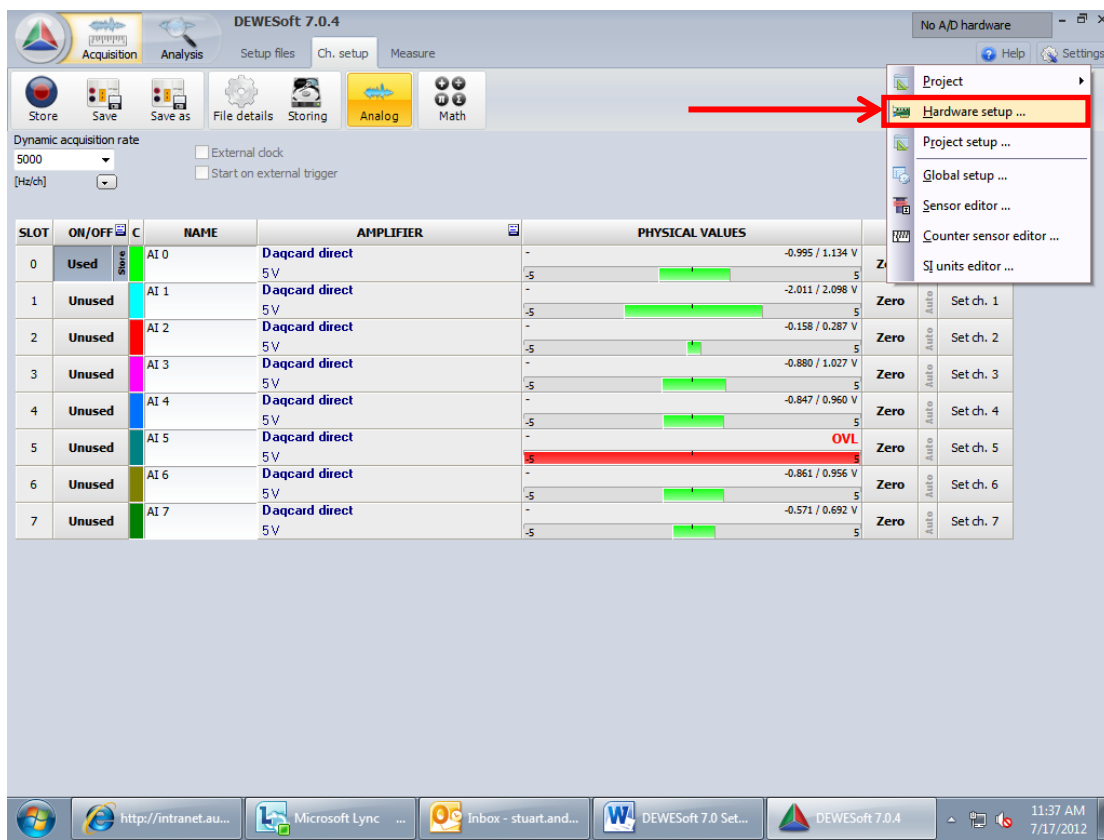 DEWESoft 7.0.4
No A/D hardware
Acquisition
Analysis
Setup files
Ch. setup
Measure
Help
Settings
Store
Save
Save as
File details
Storing
Analog
Math
Project
Hardware setup ...
Project setup ...
Global setup ...
Sensor editor ...
Counter sensor editor ...
SI units editor ...
Dynamic acquisition rate
5000
[Hz/ch]
External clock
Start on external trigger
SLOT ON/OFF C NAME AMPLIFIER PHYSICAL VALUES
0 Used Store AI 0 Daqcard direct - -0.995 / 1.134 V
5 V -5 5
1 Unused AI 1 Daqcard direct - -2.011 / 2.098 V Zero Auto Set ch. 1
5 V -5 5
2 Unused AI 2 Daqcard direct - -0.158 / 0.287 V Zero Auto Set ch. 2
5 V -5 5
3 Unused AI 3 Daqcard direct - -0.880 / 1.027 V Zero Auto Set ch. 3
5 V -5 5
4 Unused AI 4 Daqcard direct - -0.847 / 0.960 V Zero Auto Set ch. 4
5 V -5 5
5 Unused AI 5 Daqcard direct - OVL Zero Auto Set ch. 5
5 V -5 5
6 Unused AI 6 Daqcard direct - -0.861 / 0.956 V Zero Auto Set ch. 6
5 V -5 5
7 Unused AI 7 Daqcard direct - -0.571 / 0.692 V Zero Auto Set ch. 7
5 V -5 5
http://intranet.au...
Microsoft Lync ...
Inbox - stuart.and...
DEWESoft 7.0 Set...
DEWESoft 7.0.4
11:37 AM
7/17/2012